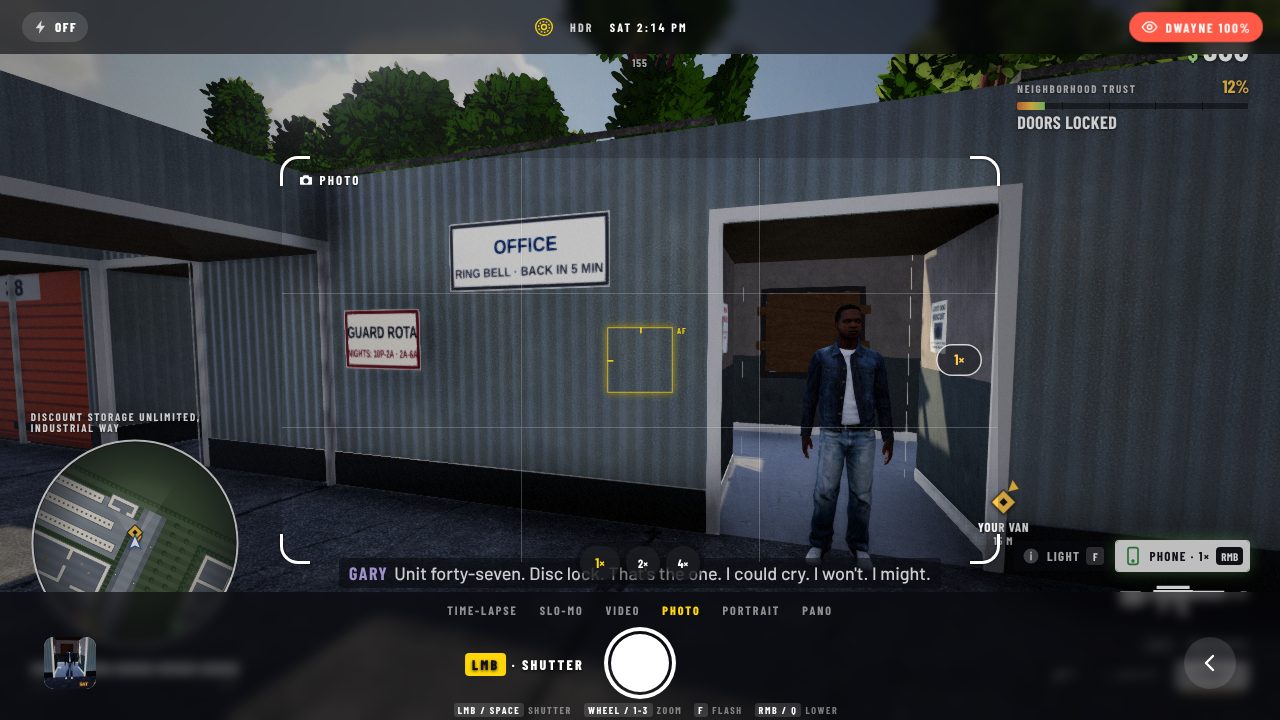 OFF
HDR SAT 2:14 PM
DWAYNE 100%
155
NEIGHBORHOOD TRUST 12%
DOORS LOCKED
PHOTO
OFFICE
RING BELL · BACK IN 5 MIN
GUARD ROTA
NIGHTS: 10P-2A · 2A-6A
AF
1×
8
DISCOUNT STORAGE UNLIMITED,
INDUSTRIAL WAY
YOUR VAN
LIGHT F
PHONE · 1× RMB
1× 2× 4×
GARY Unit forty-seven. Disc lock. That's the one. I could cry. I won't. I might.
TIME-LAPSE SLO-MO VIDEO PHOTO PORTRAIT PANO
LMB · SHUTTER
LMB / SPACE SHUTTER WHEEL / 1-3 ZOOM F FLASH RMB / Q LOWER